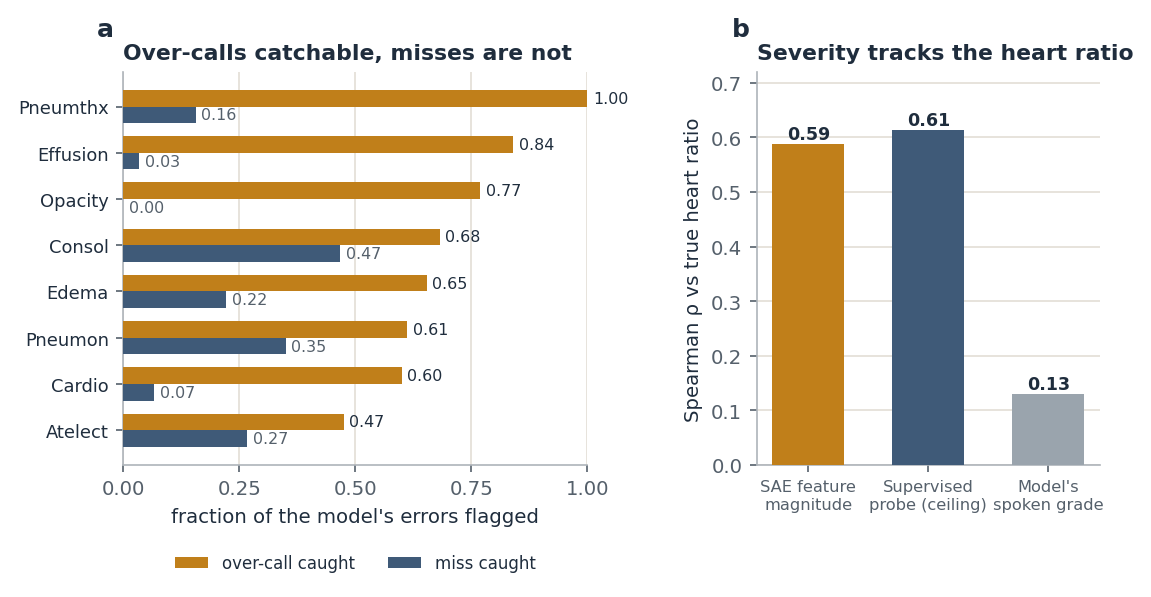 a
Over-calls catchable, misses are not
Pneumthx
1.00
0.16
Effusion
0.84
0.03
Opacity
0.77
0.00
Consol
0.68
0.47
Edema
0.65
0.22
Pneumon
0.61
0.35
Cardio
0.60
0.07
Atelect
0.47
0.27
0.00 0.25 0.50 0.75 1.00
fraction of the model's errors flagged
over-call caught miss caught
b
Severity tracks the heart ratio
Spearman ρ vs true heart ratio
0.7
0.6
0.5
0.4
0.3
0.2
0.1
0.0
0.59
0.61
0.13
SAE feature
magnitude
Supervised
probe (ceiling)
Model's
spoken grade